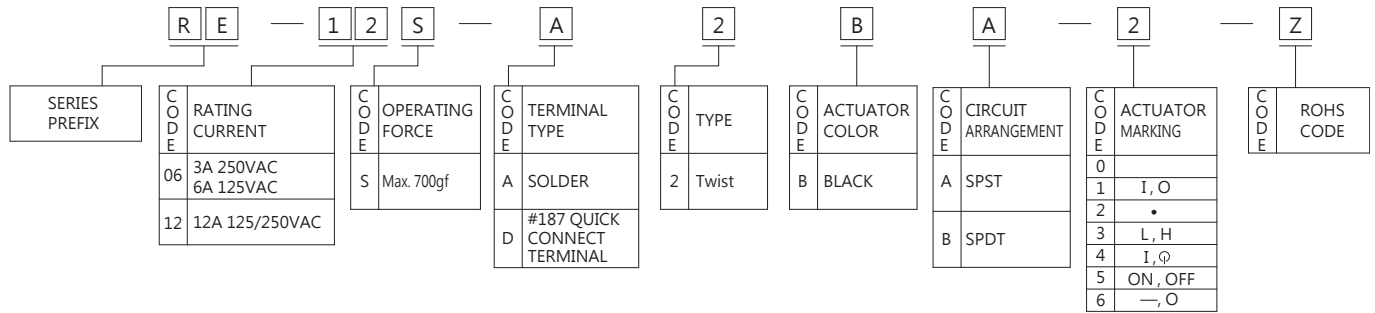 R E — 1 2 S — A 2 B A — 2 — Z
SERIES
PREFIX
CODE
RATING
CURRENT
06
3A 250VAC
6A 125VAC
12
12A 125/250VAC
CODE
OPERATING
FORCE
S
Max. 700gf
CODE
TERMINAL
TYPE
A
SOLDER
D
#187 QUICK
CONNECT
TERMINAL
CODE
TYPE
2
Twist
CODE
ACTUATOR
COLOR
B
BLACK
CODE
CIRCUIT
ARRANGEMENT
A
SPST
B
SPDT
CODE
ACTUATOR
MARKING
0
1 I , O
2 •
3 L , H
4 I , ⏻
5 ON , OFF
6 —, O
CODE
ROHS
CODE